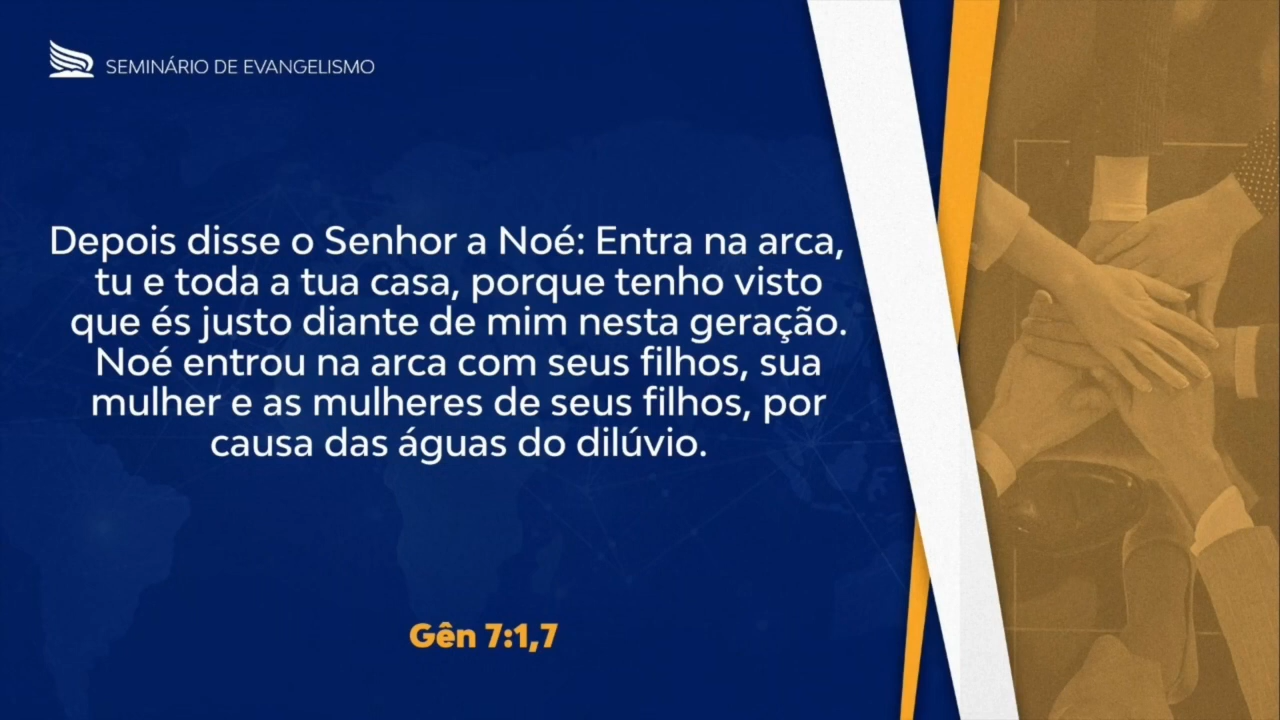 SEMINÁRIO DE EVANGELISMO
Depois disse o Senhor a Noé: Entra na arca,
tu e toda a tua casa, porque tenho visto
que és justo diante de mim nesta geração.
Noé entrou na arca com seus filhos, sua
mulher e as mulheres de seus filhos, por
causa das águas do dilúvio.
Gên 7:1,7